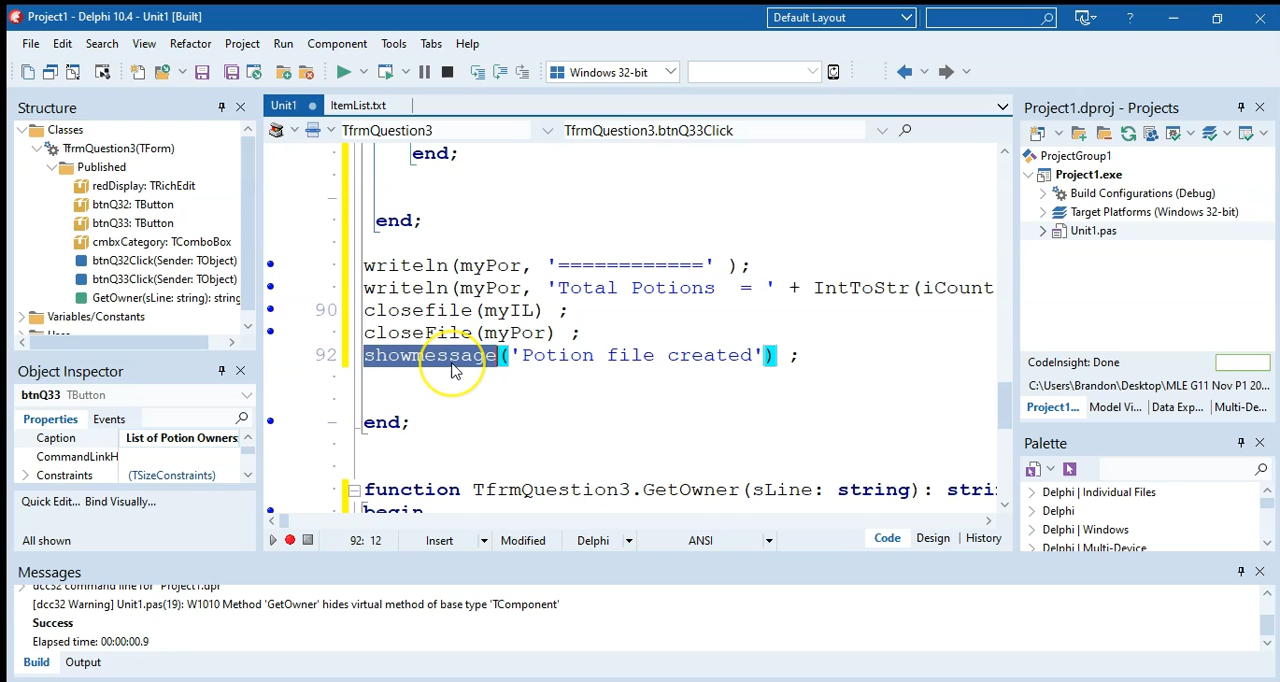 Project1 - Delphi 10.4 - Unit1 [Built]
Default Layout
?
File Edit Search View Refactor Project Run Component Tools Tabs Help
Windows 32-bit
Structure
Classes
TfrmQuestion3(TForm)
Published
redDisplay: TRichEdit
btnQ32: TButton
btnQ33: TButton
cmbxCategory: TComboBox
btnQ32Click(Sender: TObject)
btnQ33Click(Sender: TObject)
GetOwner(sLine: string): string
Variables/Constants
Object Inspector
btnQ33 TButton
Properties Events
Caption List of Potion Owners:
CommandLinkH
Constraints (TSizeConstraints)
Quick Edit... Bind Visually...
All shown
Unit1 ItemList.txt
TfrmQuestion3 TfrmQuestion3.btnQ33Click
end;
end;
writeln(myPor, '============' );
writeln(myPor, 'Total Potions  = ' + IntToStr(iCount
90 closefile(myIL) ;
closeFile(myPor) ;
92 showmessage('Potion file created') ;
end;
function TfrmQuestion3.GetOwner(sLine: string): stri
begin
92: 12 Insert Modified Delphi ANSI Code Design History
Project1.dproj - Projects
ProjectGroup1
Project1.exe
Build Configurations (Debug)
Target Platforms (Windows 32-bit)
Unit1.pas
CodeInsight: Done
C:\Users\Brandon\Desktop\MLE G11 Nov P1 20...
Project1... Model Vi... Data Exp... Multi-De...
Palette
Delphi | Individual Files
Delphi
Delphi | Windows
Delphi | Multi-Device
Messages
dcc32 command line for "Project1.dpr"
[dcc32 Warning] Unit1.pas(19): W1010 Method 'GetOwner' hides virtual method of base type 'TComponent'
Success
Elapsed time: 00:00:00.9
Build Output